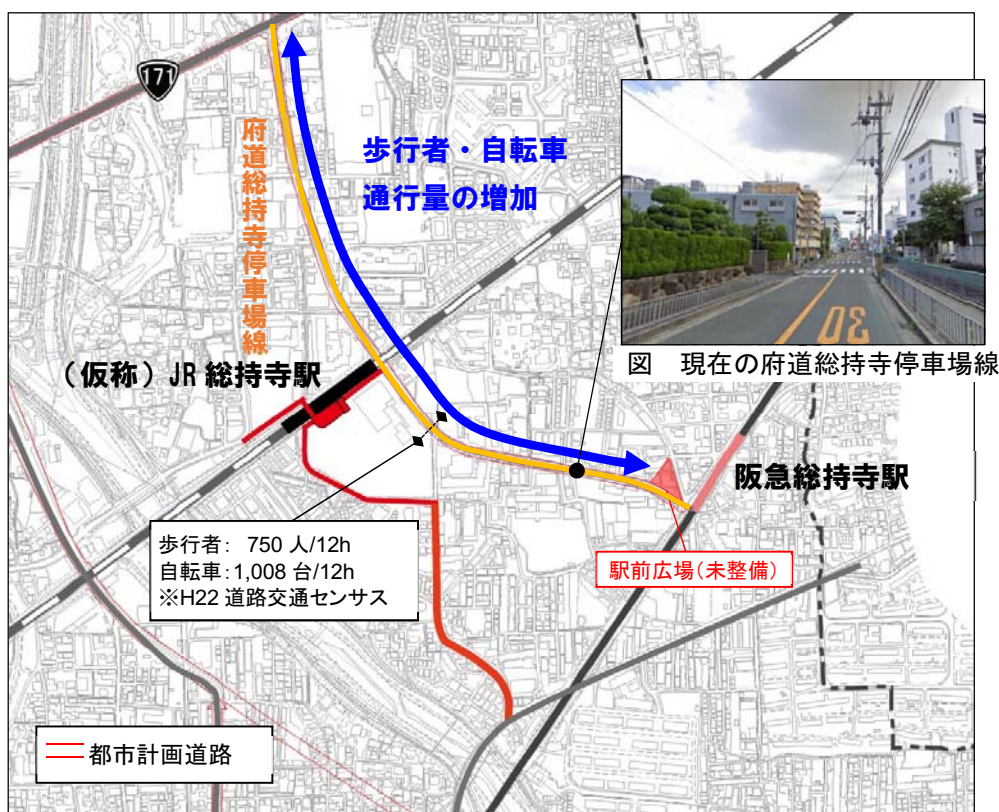 171
府道総持寺停車場線
歩行者・自転車
通行量の増加
30
図 現在の府道総持寺停車場線
(仮称)JR 総持寺駅
阪急総持寺駅
歩行者: 750 人/12h
自転車:1,008 台/12h
※H22 道路交通センサス
駅前広場(未整備)
都市計画道路